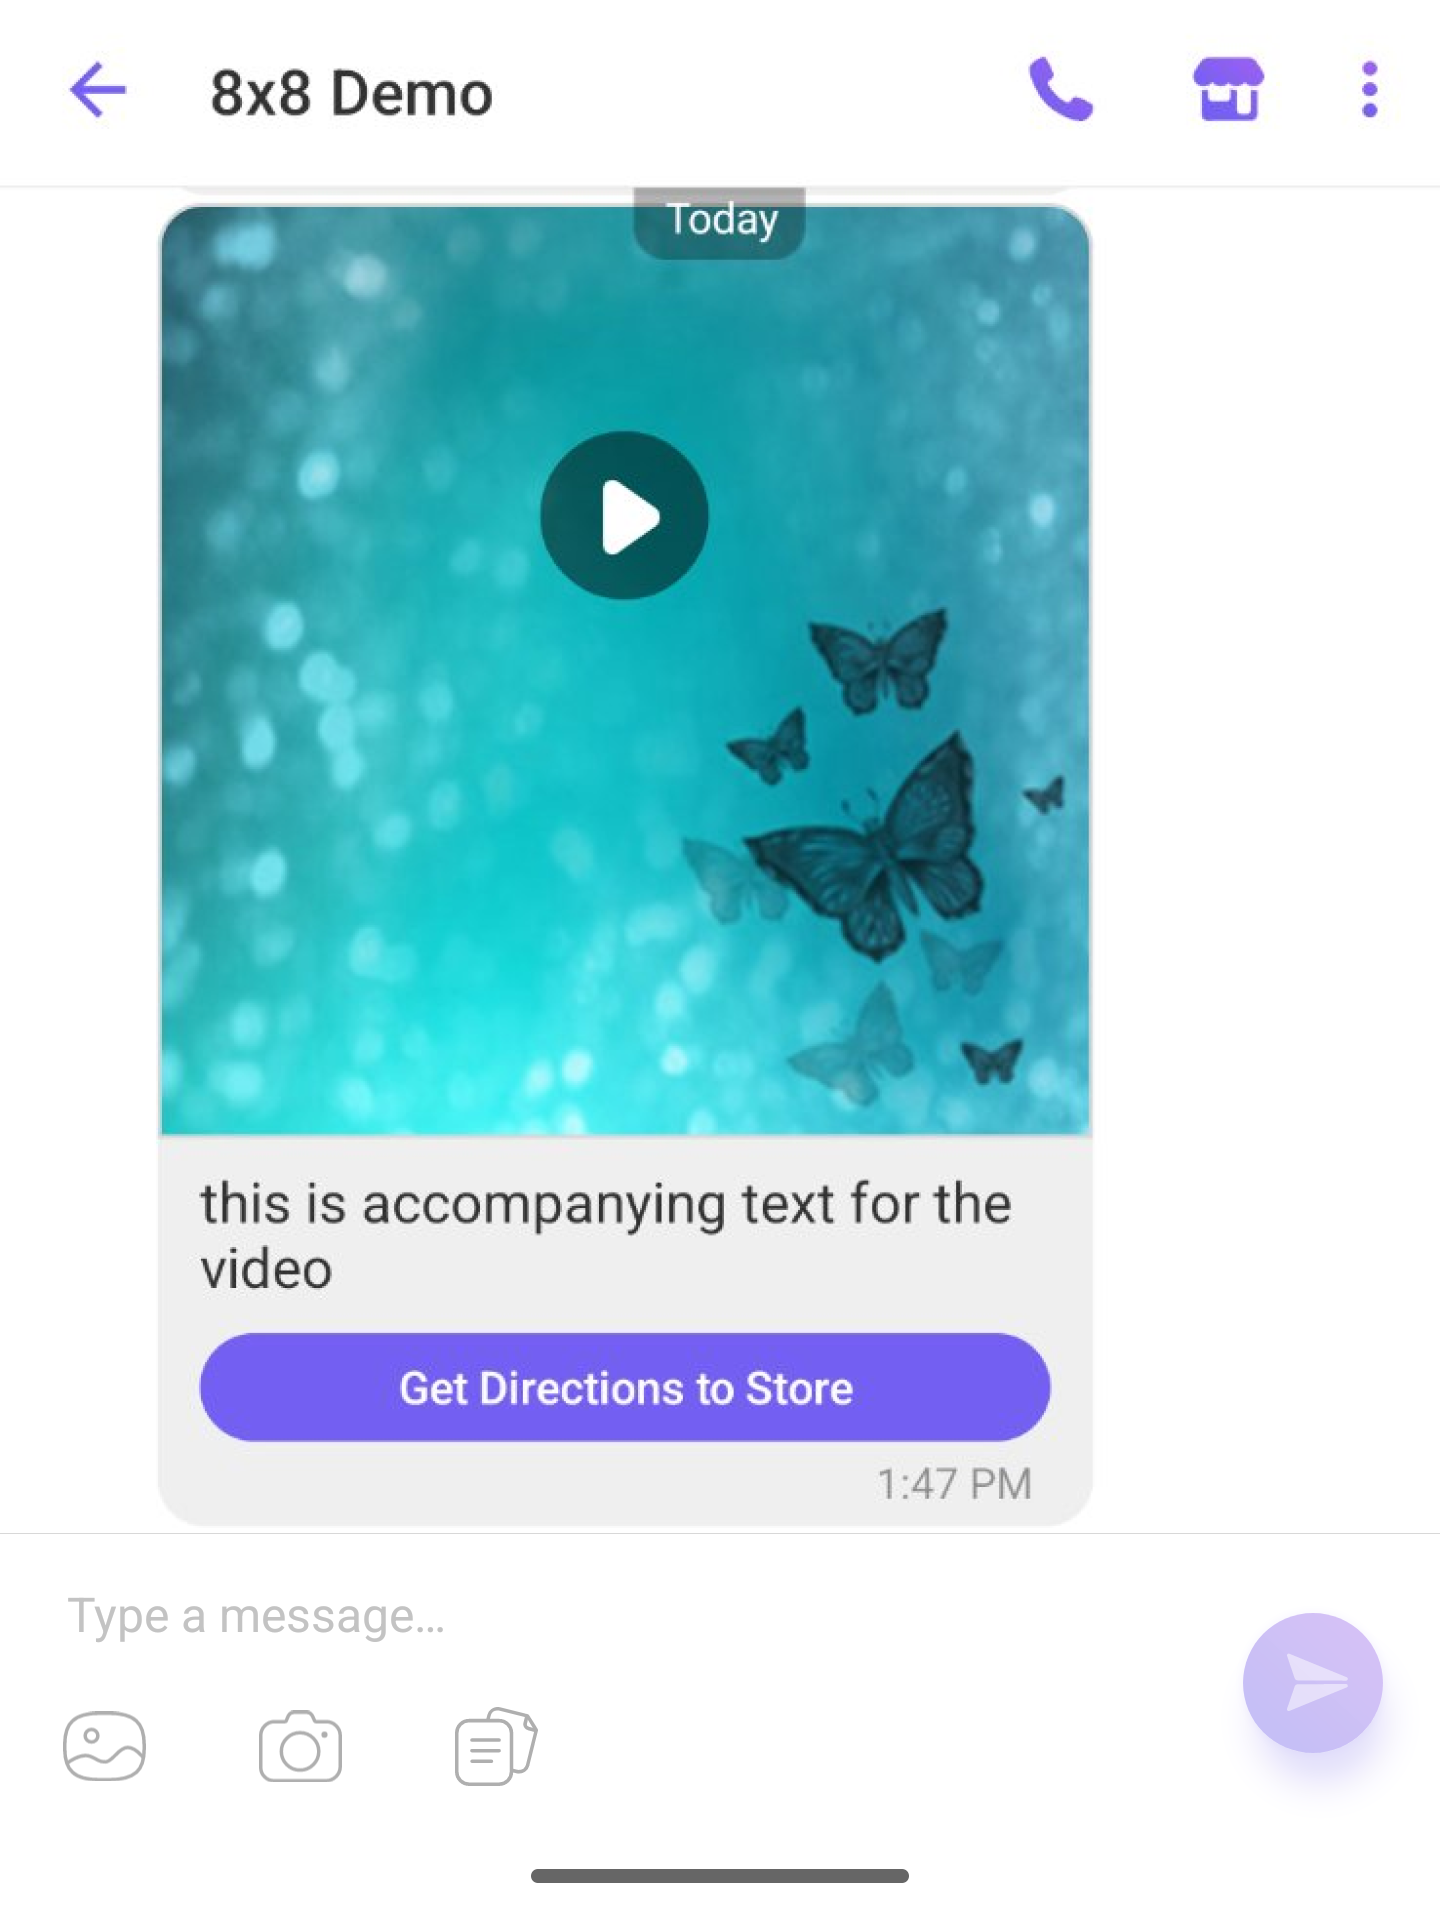 8x8 Demo
Today
this is accompanying text for the
video
Get Directions to Store
1:47 PM
Type a message...